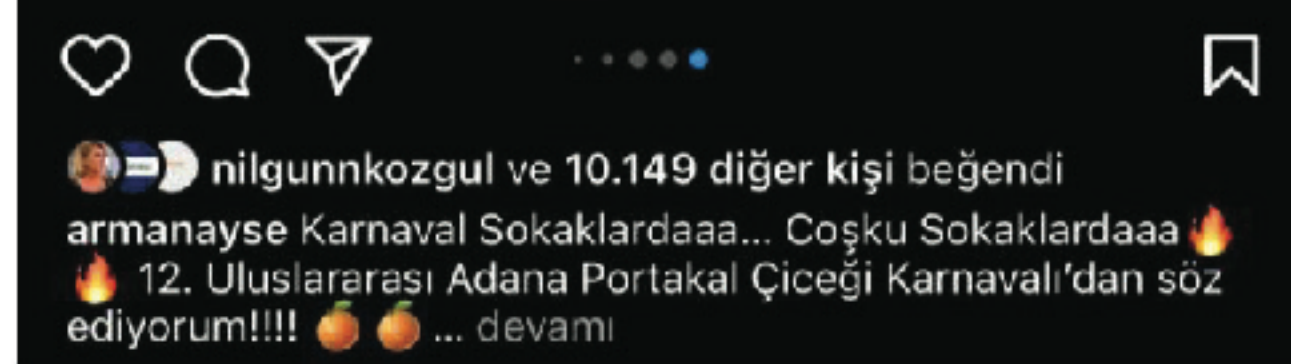 nilgunnkozgul ve 10.149 diğer kişi beğendi
armanayse Karnaval Sokaklardaaa... Coşku Sokaklardaaa🔥
🔥 12. Uluslararası Adana Portakal Çiceği Karnavalı'dan söz
ediyorum!!!! 🍊 🍊 ... devamı